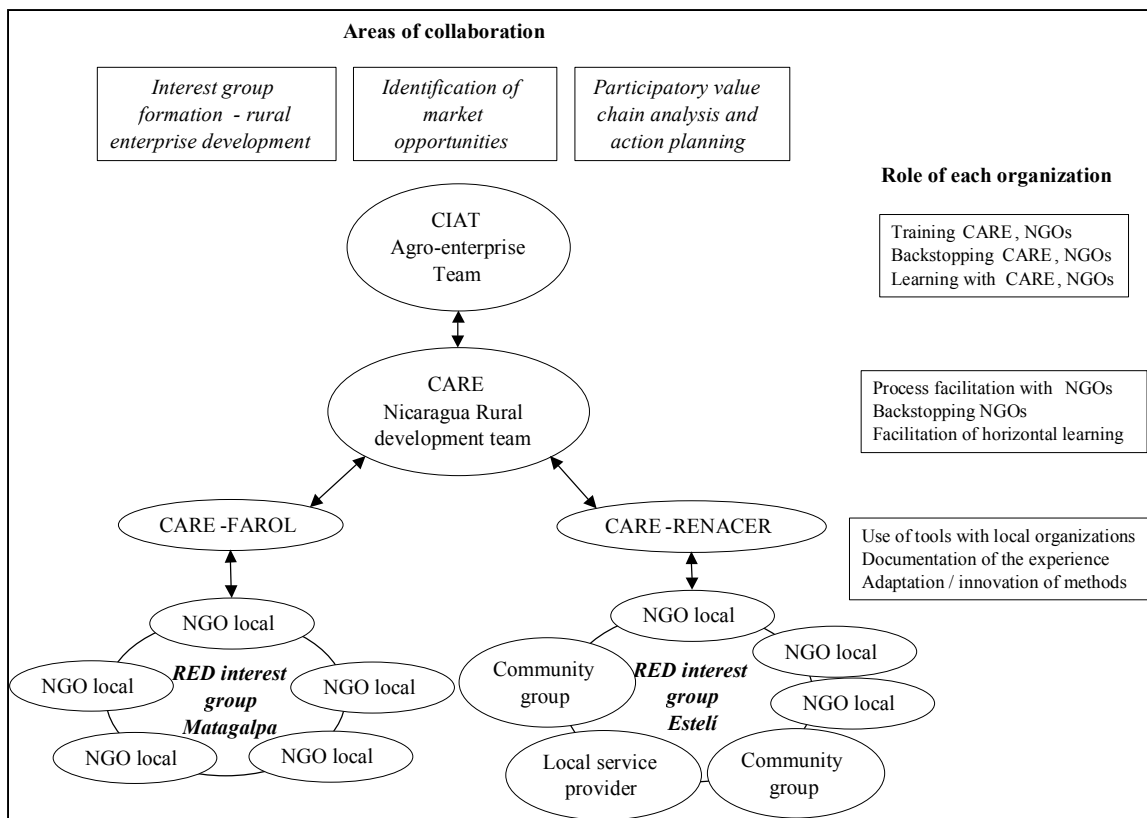 Areas of collaboration
Interest group
formation - rural
enterprise development
Identification of
market
opportunities
Participatory value
chain analysis and
action planning
Role of each organization
CIAT
Agro-enterprise
Team
Training CARE, NGOs
Backstopping CARE, NGOs
Learning with CARE, NGOs
CARE
Nicaragua Rural
development team
Process facilitation with NGOs
Backstopping NGOs
Facilitation of horizontal learning
CARE -FAROL
CARE -RENACER
Use of tools with local organizations
Documentation of the experience
Adaptation / innovation of methods
NGO local
NGO local
NGO local
NGO local
NGO local
RED interest
group
Matagalpa
NGO local
Community
group
NGO local
NGO local
RED interest
group
Estelí
Local service
provider
Community
group